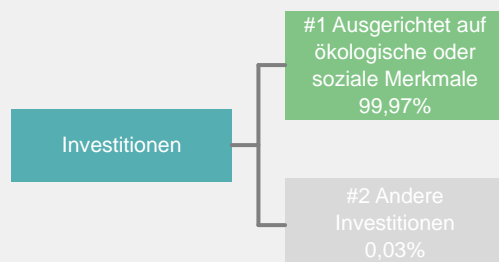 #1 Ausgerichtet auf
ökologische oder
soziale Merkmale
99,97%
Investitionen
#2 Andere
Investitionen
0,03%